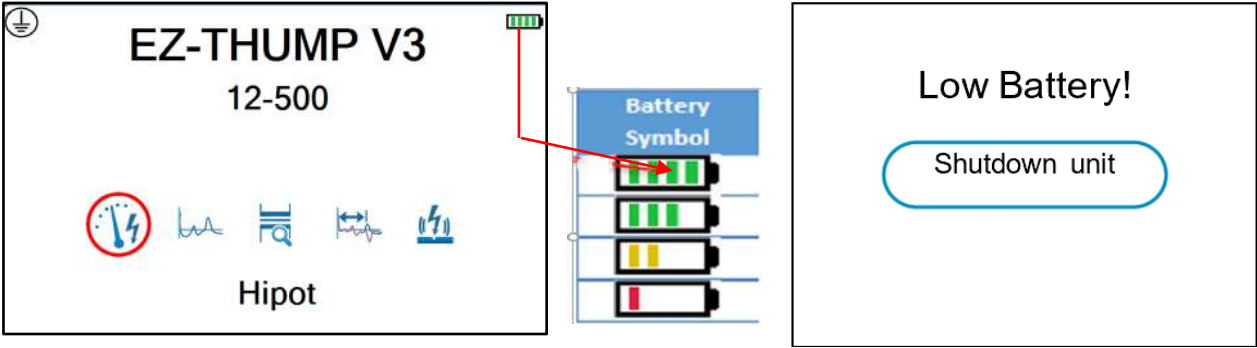 EZ-THUMP V3
12-500
Hipot
Battery
Symbol
Low Battery!
Shutdown unit